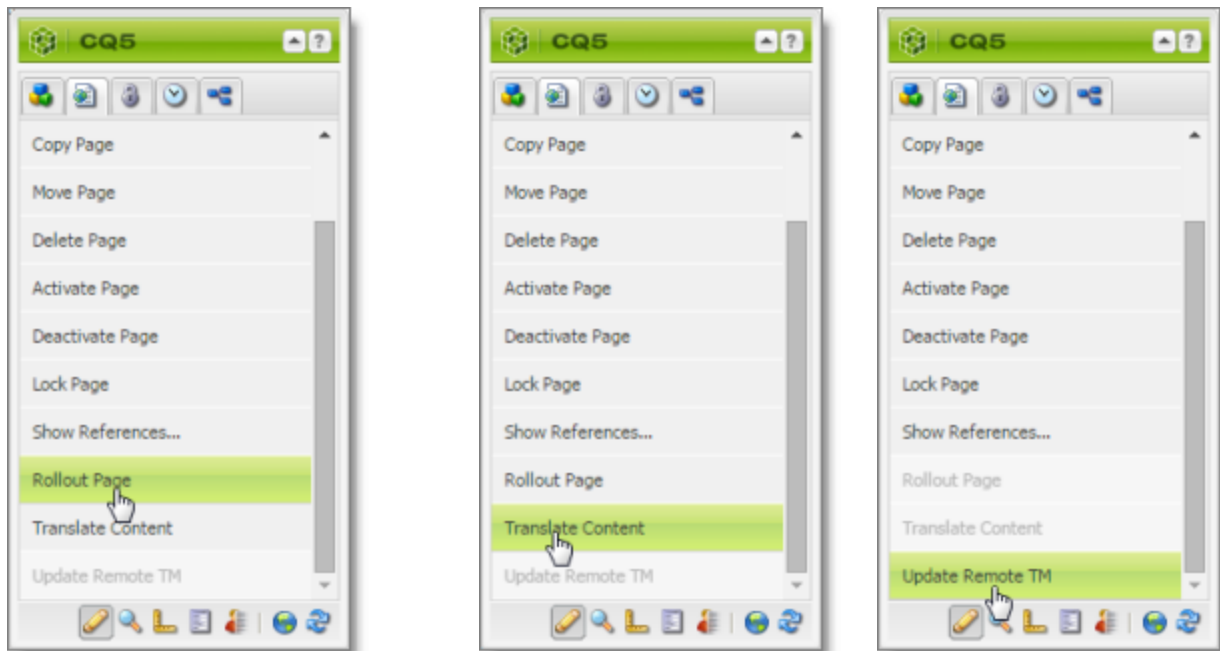 CQ5
?
Copy Page
Move Page
Delete Page
Activate Page
Deactivate Page
Lock Page
Show References...
Rollout Page
Translate Content
Update Remote TM
CQ5
?
Copy Page
Move Page
Delete Page
Activate Page
Deactivate Page
Lock Page
Show References...
Rollout Page
Translate Content
Update Remote TM
CQ5
?
Copy Page
Move Page
Delete Page
Activate Page
Deactivate Page
Lock Page
Show References...
Rollout Page
Translate Content
Update Remote TM